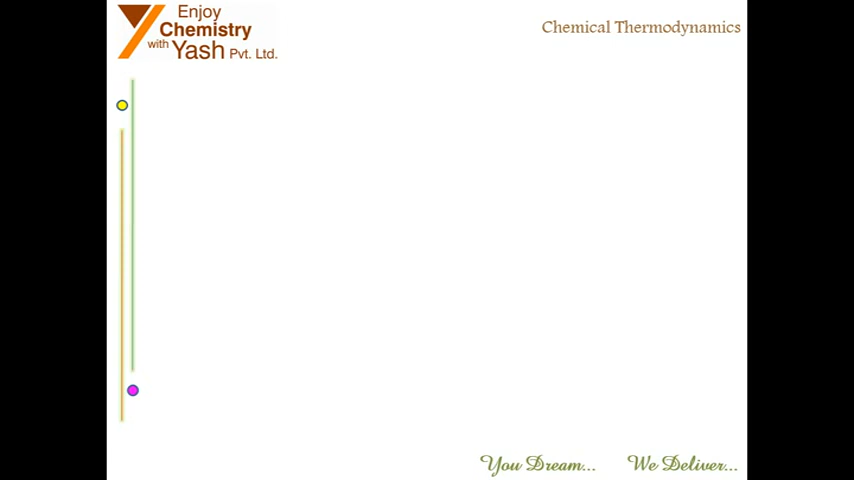 Enjoy
Chemistry
with Yash Pvt. Ltd.
Chemical Thermodynamics
You Dream... We Deliver...